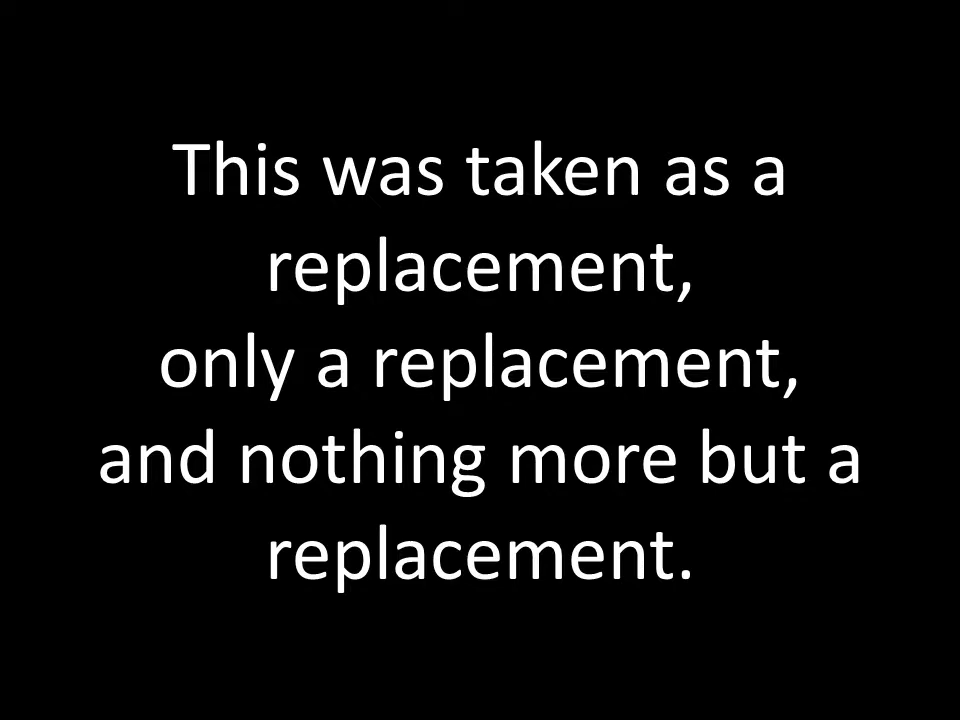 This was taken as a
replacement,
only a replacement,
and nothing more but a
replacement.